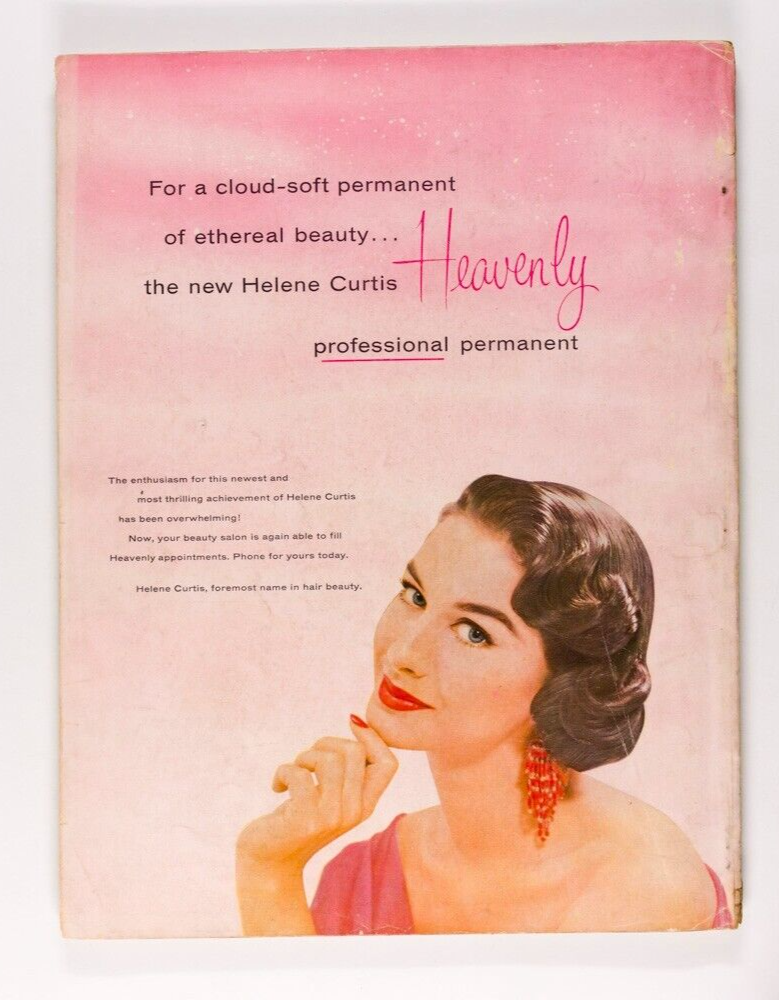 For a cloud-soft permanent
of ethereal beauty...
the new Helene Curtis Heavenly
professional permanent
The enthusiasm for this newest and
most thrilling achievement of Helene Curtis
has been overwhelming!
Now, your beauty salon is again able to fill
Heavenly appointments. Phone for yours today.
Helene Curtis, foremost name in hair beauty.